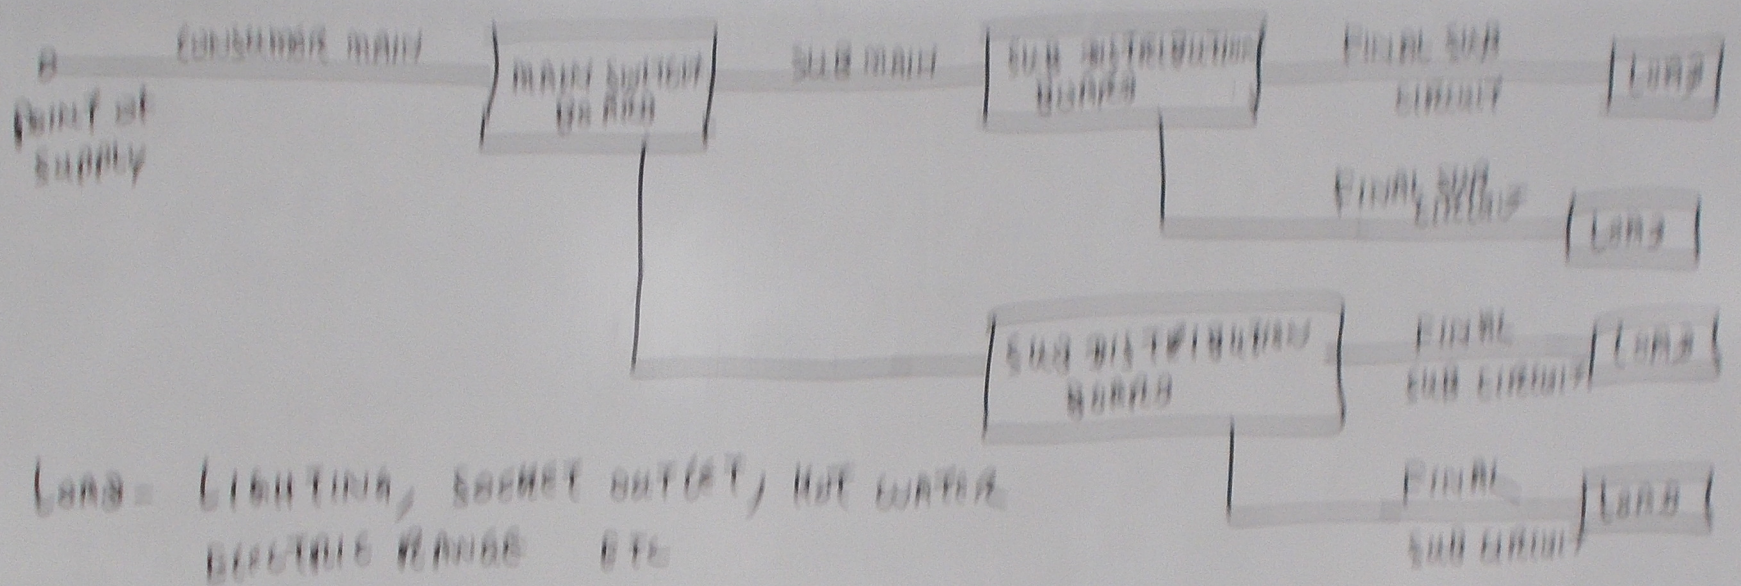 CONSUMER MAIN
POINT OF
SUPPLY
MAIN SWITCH
BOARD
SUB MAIN
SUB DISTRIBUTION
BOARD
FINAL SUB
CIRCUIT
LOAD
FINAL SUB
CIRCUIT
LOAD
SUB DISTRIBUTION
BOARD
FINAL
SUB CIRCUIT
LOAD
FINAL
SUB CIRCUIT
LOAD
LOAD = LIGHTING, SOCKET OUTLET, HOT WATER
ELECTRIC RANGE ETC